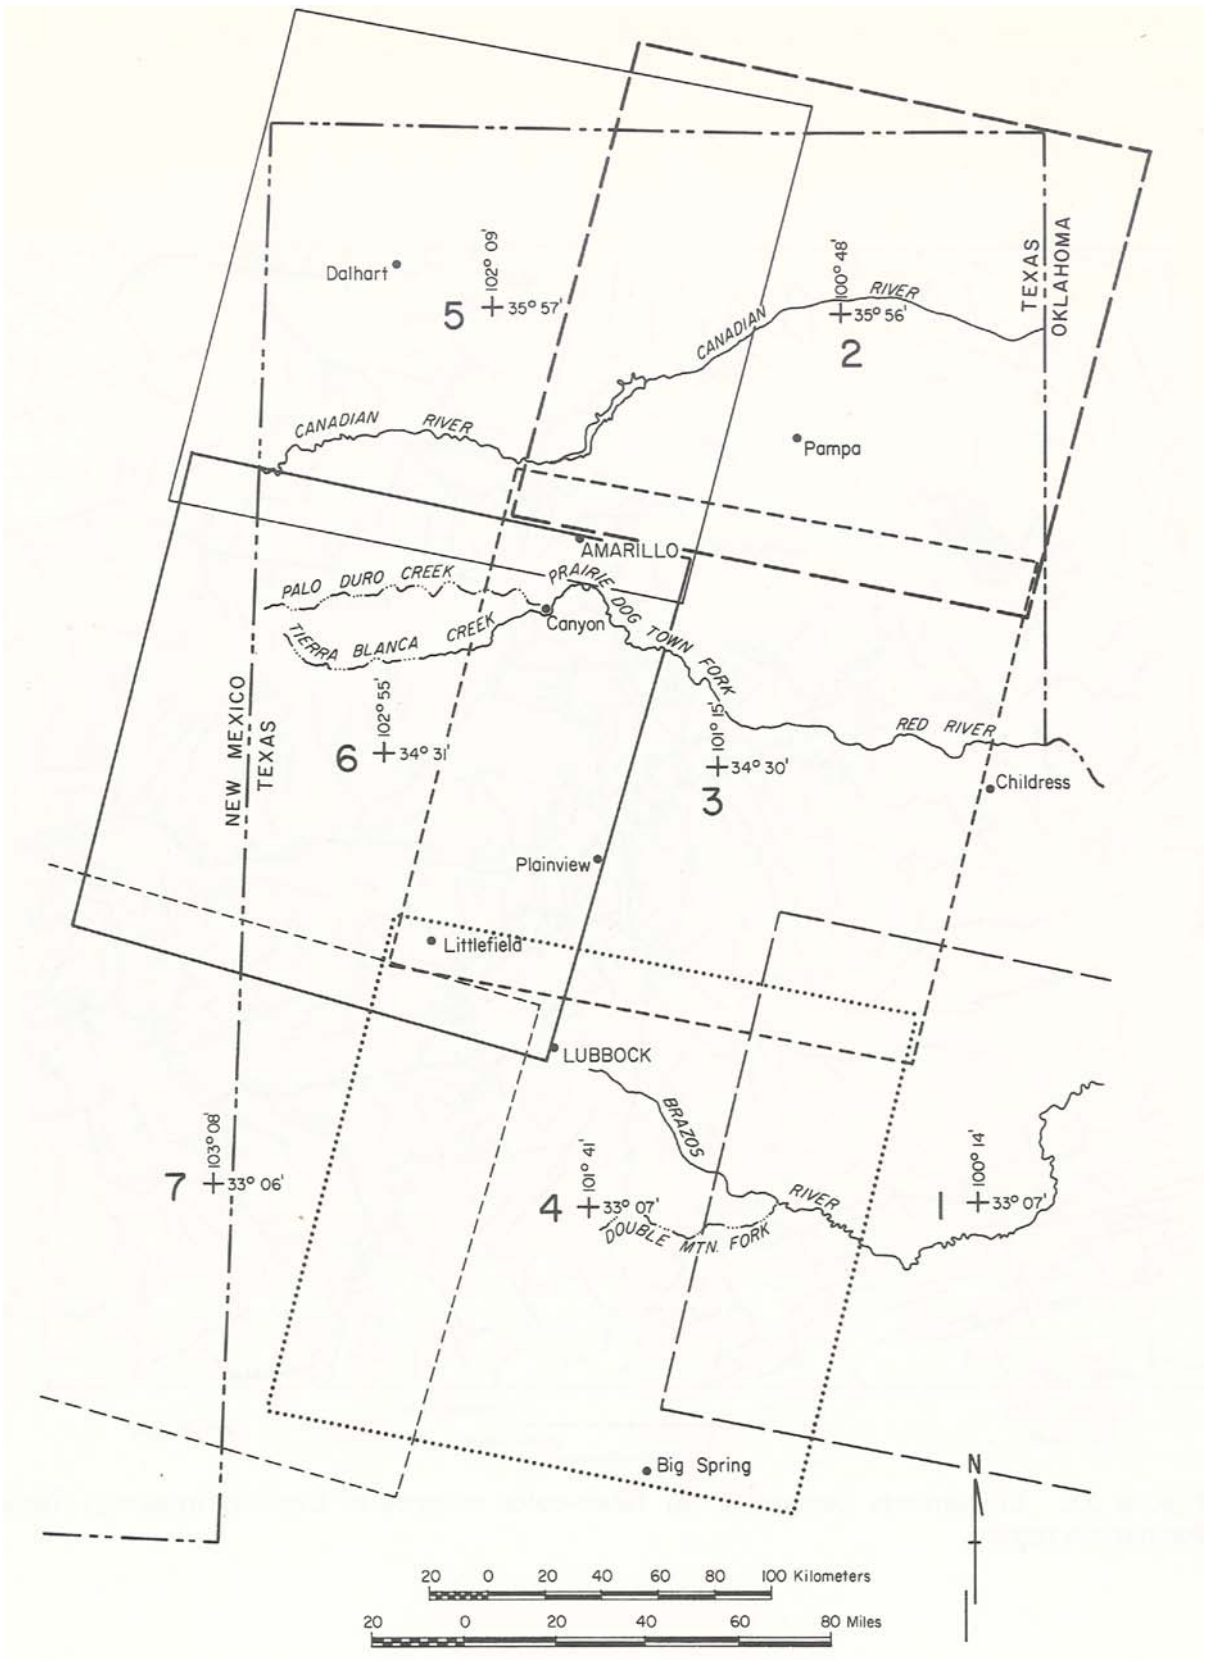 Dalhart
5
102° 09'
35° 57'
100° 48'
35° 56'
2
TEXAS
OKLAHOMA
CANADIAN RIVER
CANADIAN RIVER
Pampa
AMARILLO
PALO DURO CREEK
PRAIRIE DOG TOWN FORK
Canyon
TIERRA BLANCA CREEK
NEW MEXICO
TEXAS
6
102° 55'
34° 31'
101° 15'
34° 30'
3
RED RIVER
Childress
Plainview
Littlefield
LUBBOCK
BRAZOS RIVER
7
103° 08'
33° 06'
4
101° 41'
33° 07'
DOUBLE MTN. FORK
1
100° 14'
33° 07'
Big Spring
N
20 0 20 40 60 80 100 Kilometers
20 0 20 40 60 80 Miles